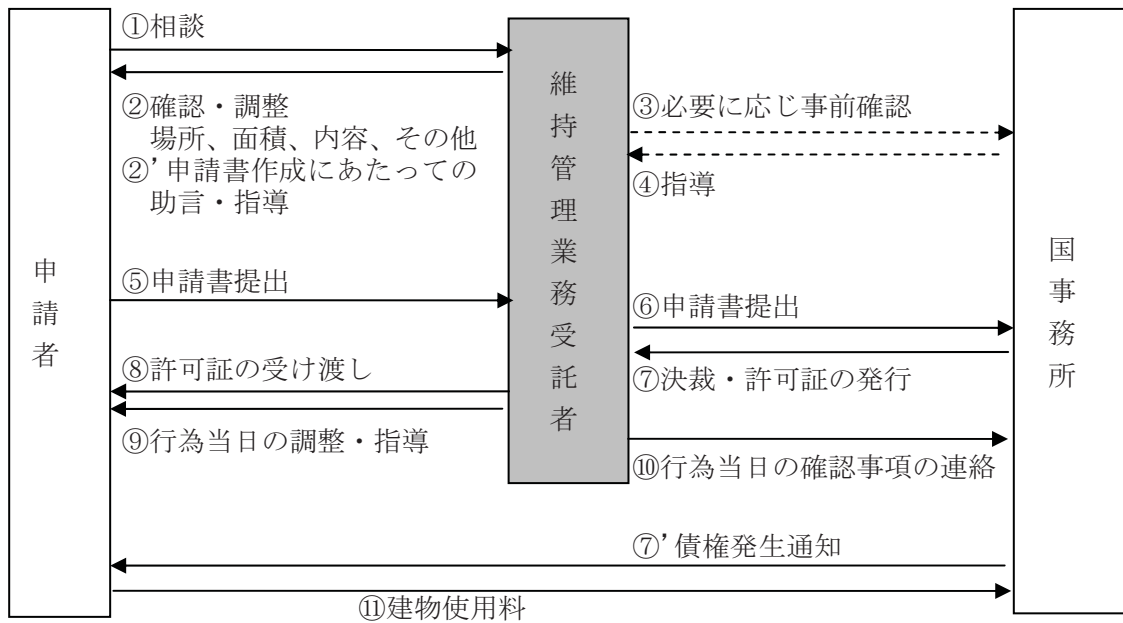 ①相談
②確認・調整
場所、面積、内容、その他
②’申請書作成にあたっての
助言・指導
⑤申請書提出
⑧許可証の受け渡し
⑨行為当日の調整・指導
申請者
維持管理業務受託者
③必要に応じ事前確認
④指導
⑥申請書提出
⑦決裁・許可証の発行
⑩行為当日の確認事項の連絡
⑦’債権発生通知
⑪建物使用料
国事務所